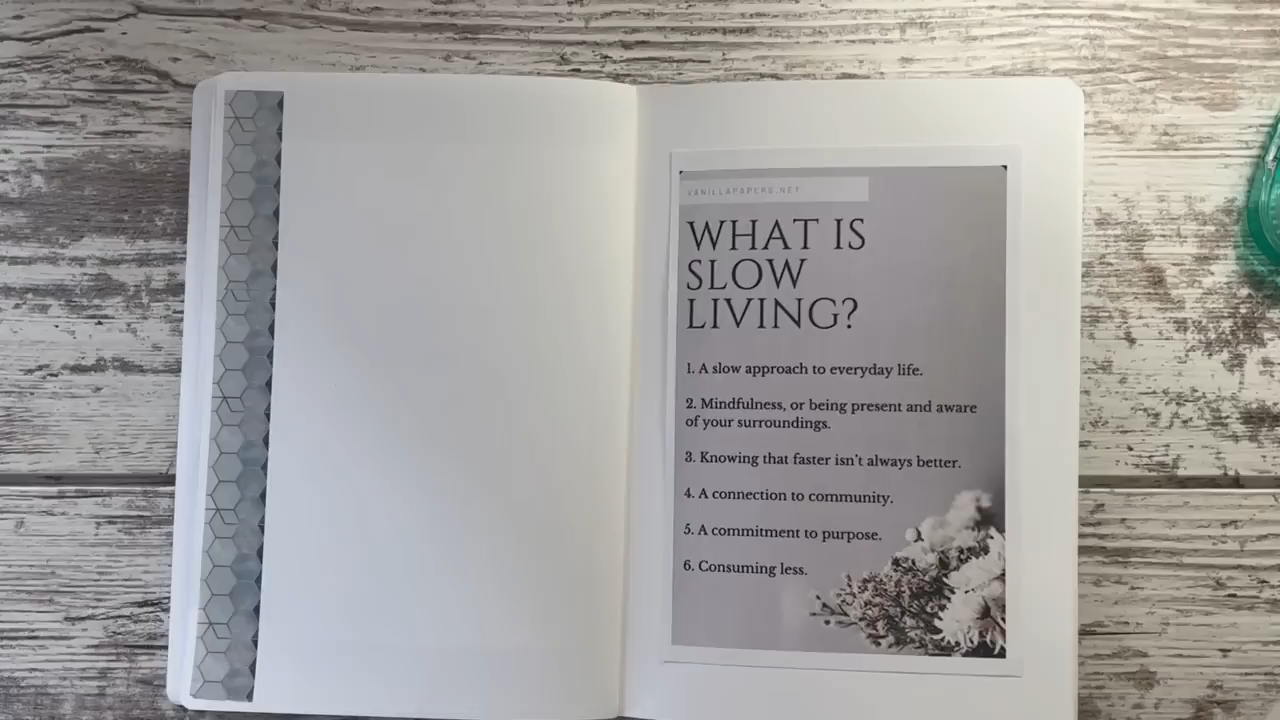 VANILLAPAPERS.NET
WHAT IS
SLOW
LIVING?
1. A slow approach to everyday life.
2. Mindfulness, or being present and aware
of your surroundings.
3. Knowing that faster isn't always better.
4. A connection to community.
5. A commitment to purpose.
6. Consuming less.